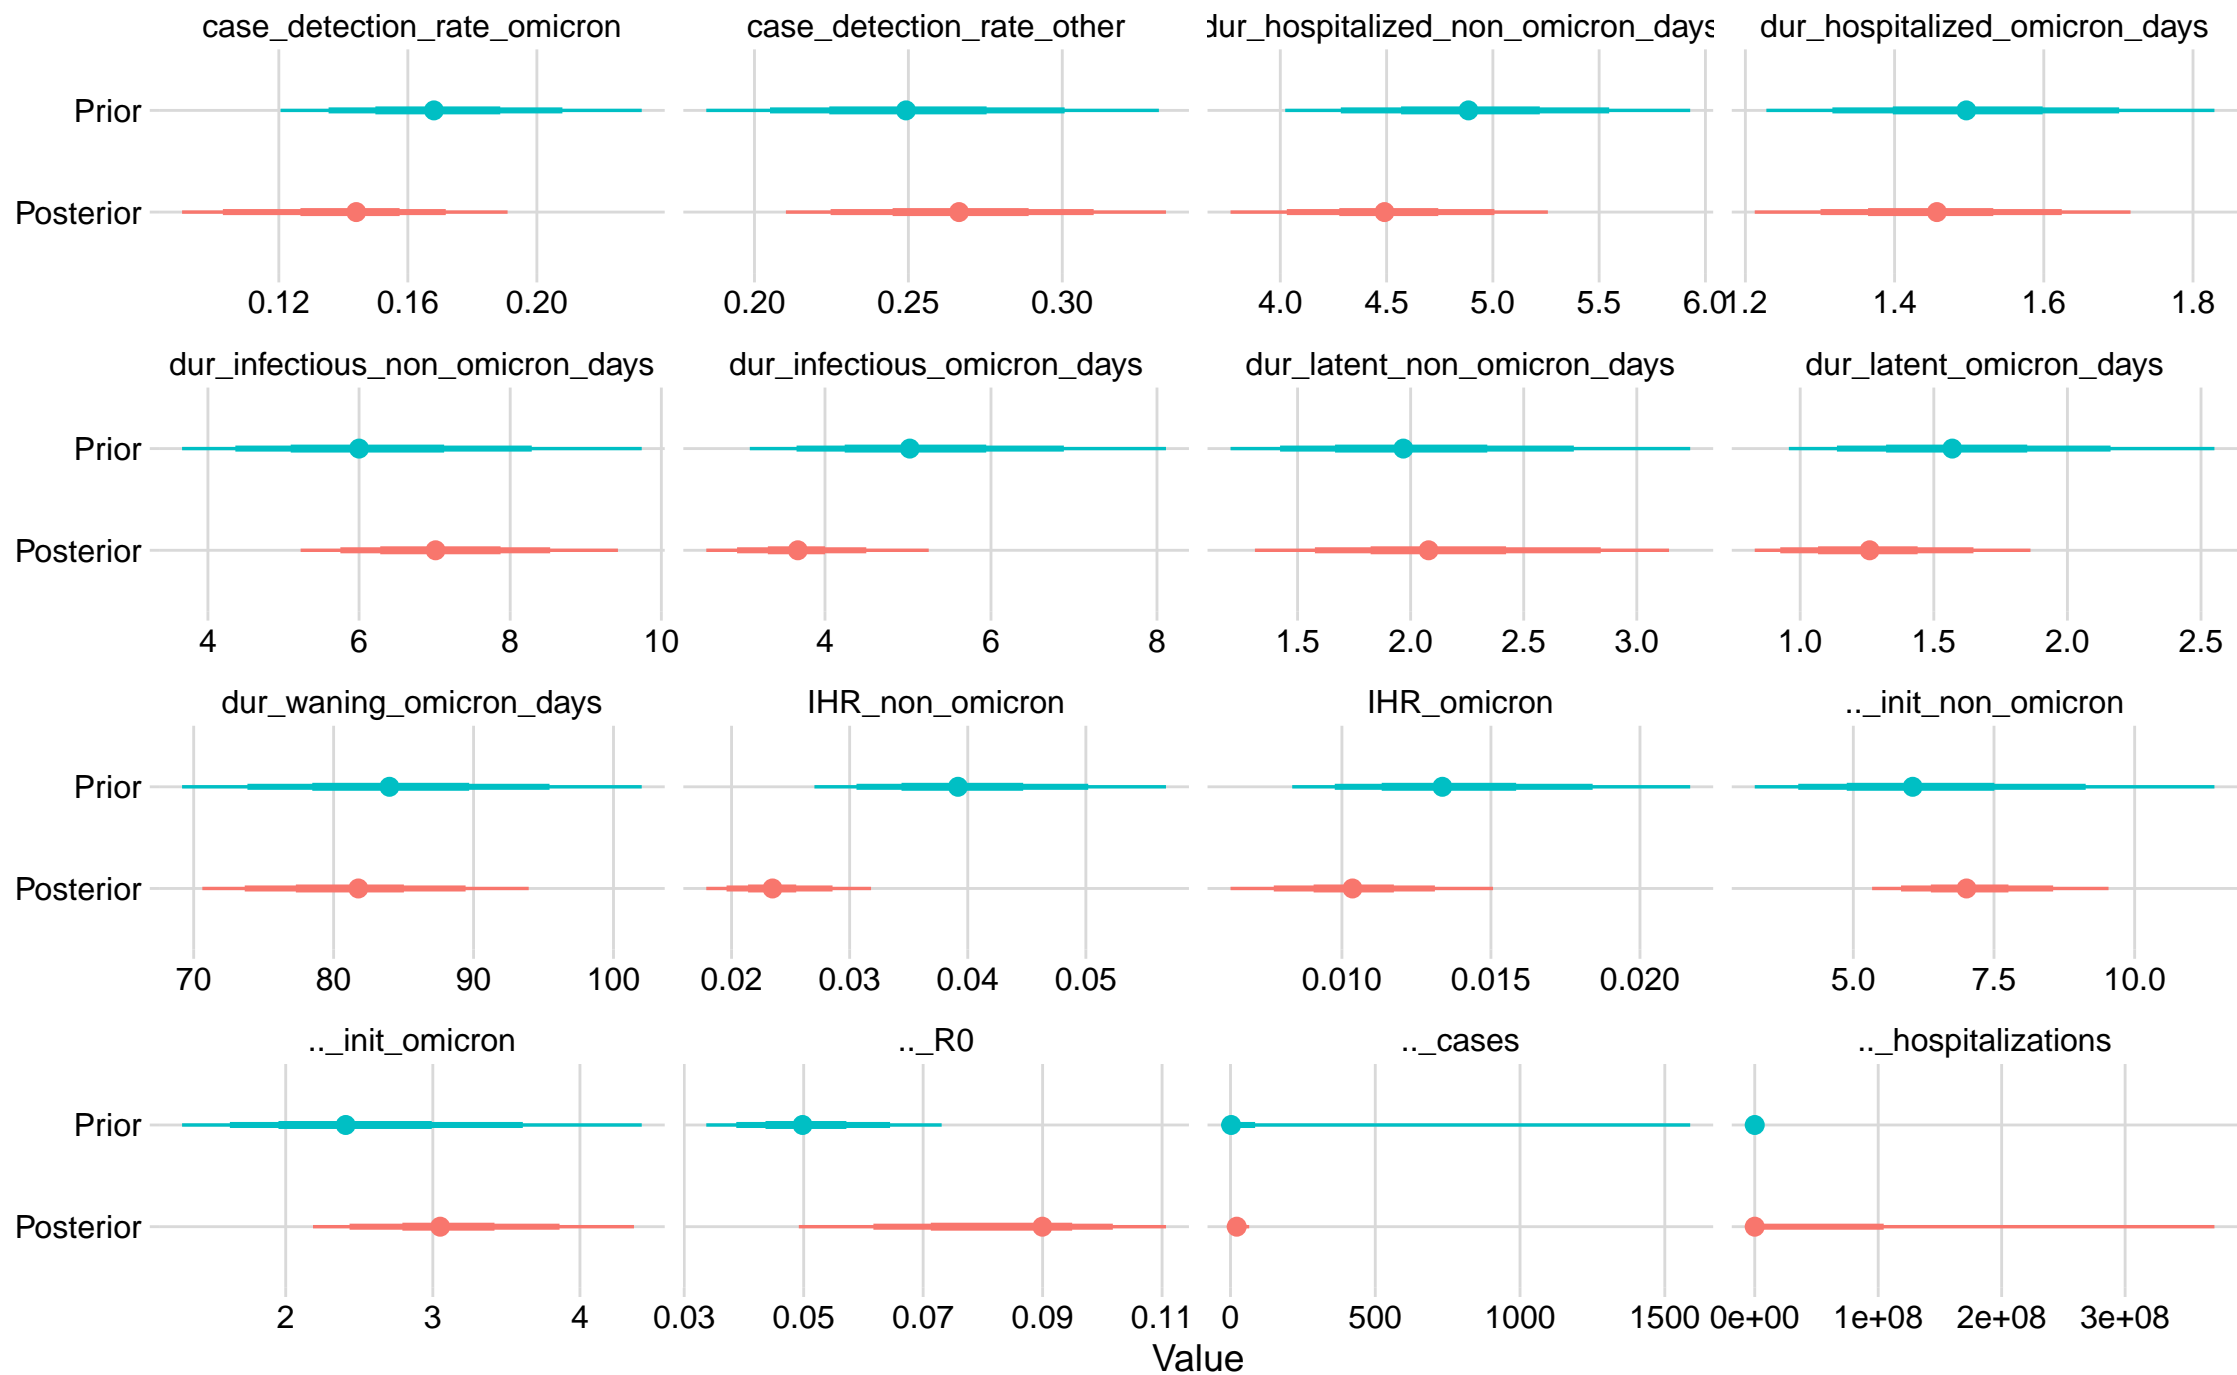 case_detection_rate_omicron case_detection_rate_other dur_hospitalized_non_omicron_days dur_hospitalized_omicron_days
Prior
Posterior
0.12 0.16 0.20 0.20 0.25 0.30 4.0 4.5 5.0 5.5 6.0 1.2 1.4 1.6 1.8
dur_infectious_non_omicron_days dur_infectious_omicron_days dur_latent_non_omicron_days dur_latent_omicron_days
Prior
Posterior
4 6 8 10 4 6 8 1.5 2.0 2.5 3.0 1.0 1.5 2.0 2.5
dur_waning_omicron_days IHR_non_omicron IHR_omicron .._init_non_omicron
Prior
Posterior
70 80 90 100 0.02 0.03 0.04 0.05 0.010 0.015 0.020 5.0 7.5 10.0
.._init_omicron .._R0 .._cases .._hospitalizations
Prior
Posterior
2 3 4 0.03 0.05 0.07 0.09 0.11 0 500 1000 1500 0e+00 1e+08 2e+08 3e+08
Value